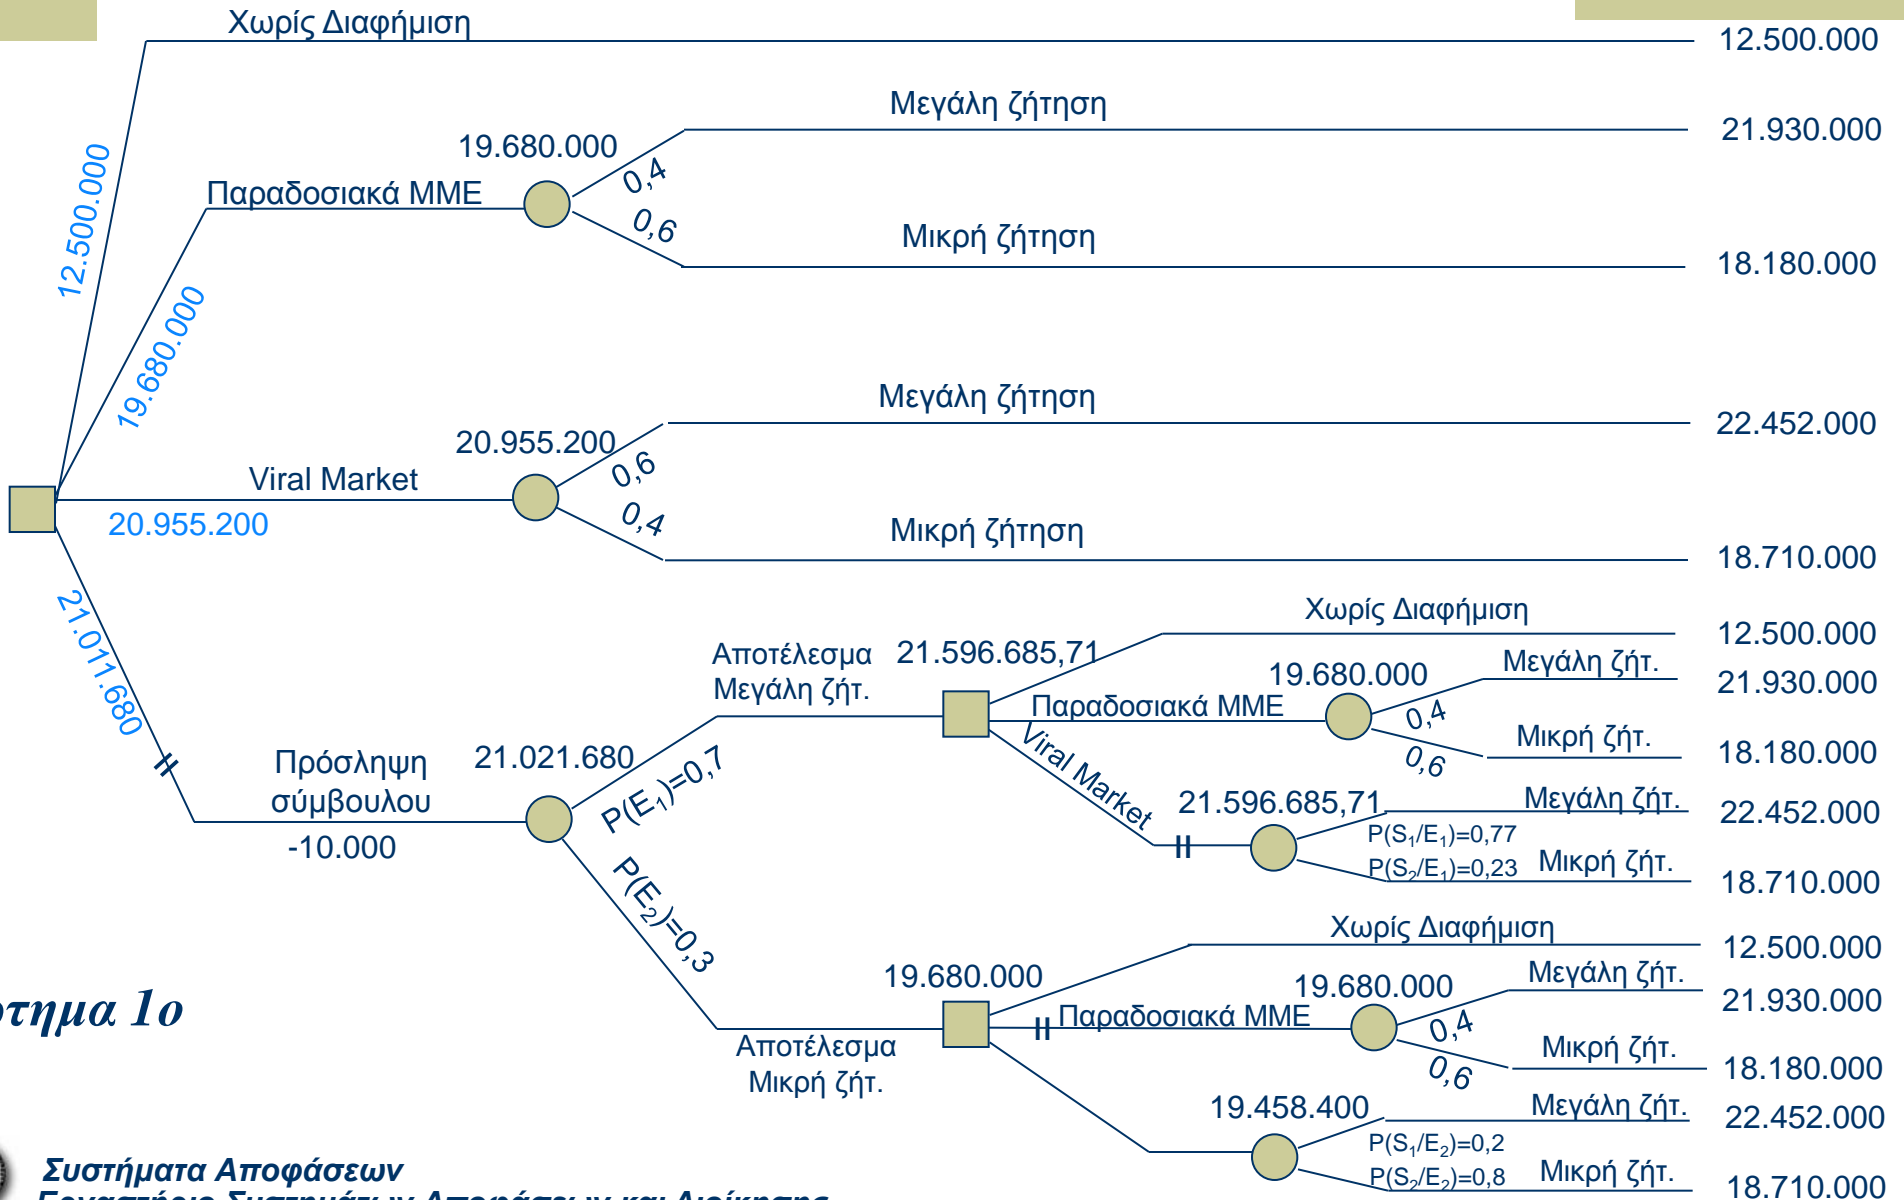 Χωρίς Διαφήμιση
12.500.000
12.500.000
Μεγάλη ζήτηση
21.930.000
19.680.000
0,4
Παραδοσιακά ΜΜΕ
0,6
Μικρή ζήτηση
18.180.000
19.680.000
Μεγάλη ζήτηση
22.452.000
20.955.200
0,6
Viral Market
20.955.200
0,4
Μικρή ζήτηση
18.710.000
21.011.680
Πρόσληψη
σύμβουλου
-10.000
21.021.680
P(E₁)=0,7
P(E₂)=0,3
Αποτέλεσμα
Μεγάλη ζήτ.
21.596.685,71
Χωρίς Διαφήμιση
12.500.000
Παραδοσιακά ΜΜΕ
19.680.000
Μεγάλη ζήτ.
21.930.000
0,4
0,6
Μικρή ζήτ.
18.180.000
Viral Market
21.596.685,71
Μεγάλη ζήτ.
22.452.000
P(S₁/E₁)=0,77
P(S₂/E₁)=0,23
Μικρή ζήτ.
18.710.000
Αποτέλεσμα
Μικρή ζήτ.
19.680.000
Χωρίς Διαφήμιση
12.500.000
Παραδοσιακά ΜΜΕ
19.680.000
Μεγάλη ζήτ.
21.930.000
0,4
0,6
Μικρή ζήτ.
18.180.000
19.458.400
Μεγάλη ζήτ.
22.452.000
P(S₁/E₂)=0,2
P(S₂/E₂)=0,8
Μικρή ζήτ.
18.710.000
1ο
Συστήματα Αποφάσεων
Εργαστήριο Συστημάτων Αποφάσεων και Διοίκησης